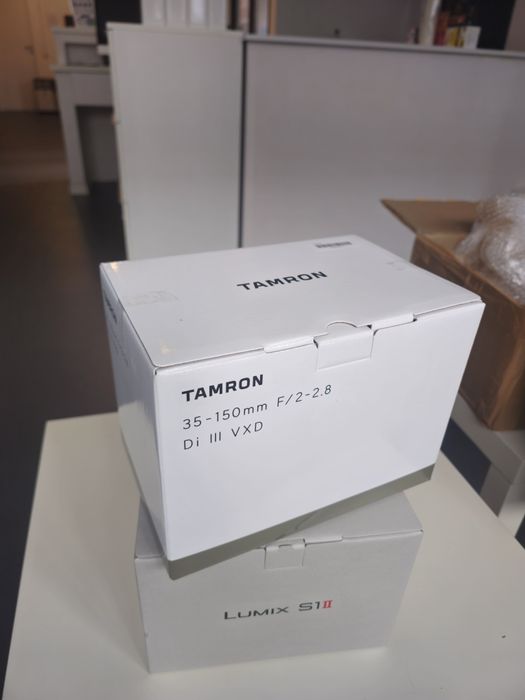 TAMRON
TAMRON
35-150mm F/2-2.8
Di III VXD
LUMIX S1II